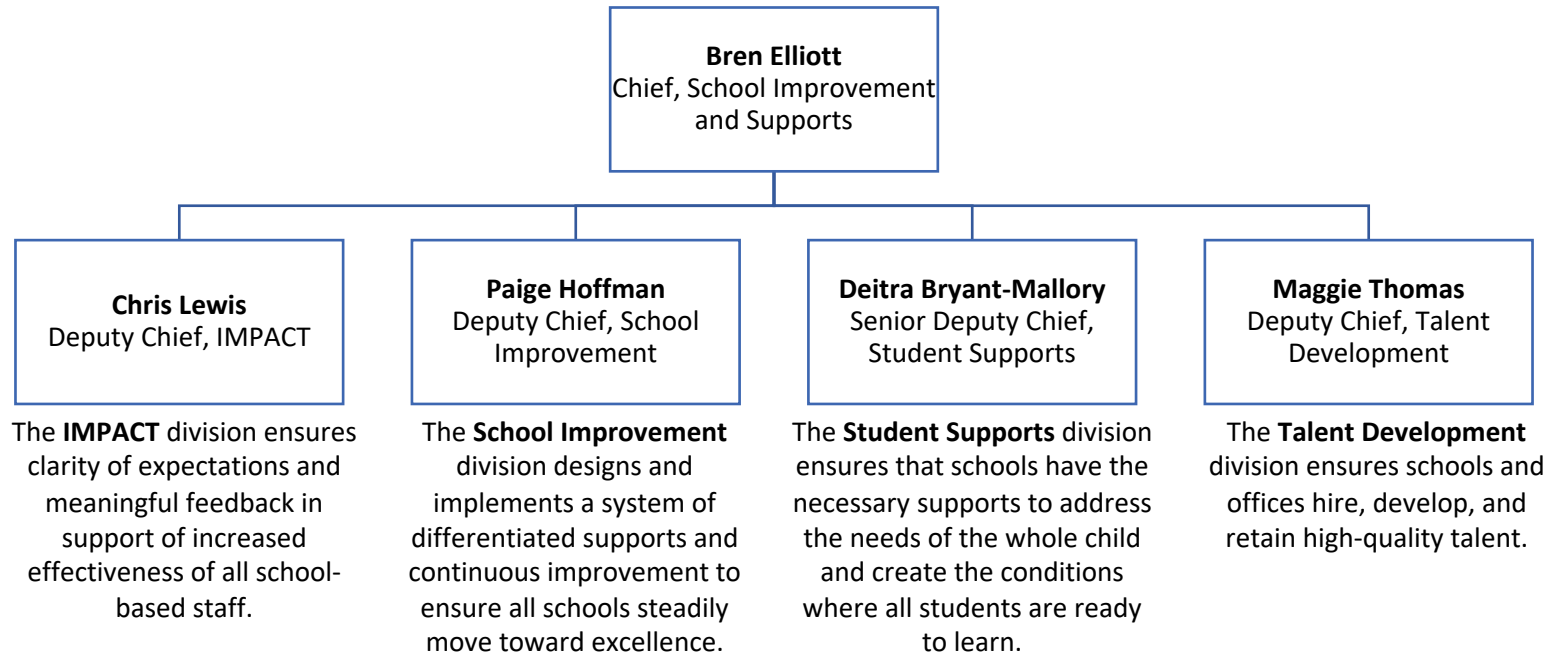 Bren Elliott
Chief, School Improvement
and Supports
Chris Lewis
Deputy Chief, IMPACT
Paige Hoffman
Deputy Chief, School
Improvement
Deitra Bryant-Mallory
Senior Deputy Chief,
Student Supports
Maggie Thomas
Deputy Chief, Talent
Development
The IMPACT division ensures
clarity of expectations and
meaningful feedback in
support of increased
effectiveness of all school-
based staff.
The School Improvement
division designs and
implements a system of
differentiated supports and
continuous improvement to
ensure all schools steadily
move toward excellence.
The Student Supports division
ensures that schools have the
necessary supports to address
the needs of the whole child
and create the conditions
where all students are ready
to learn.
The Talent Development
division ensures schools and
offices hire, develop, and
retain high-quality talent.